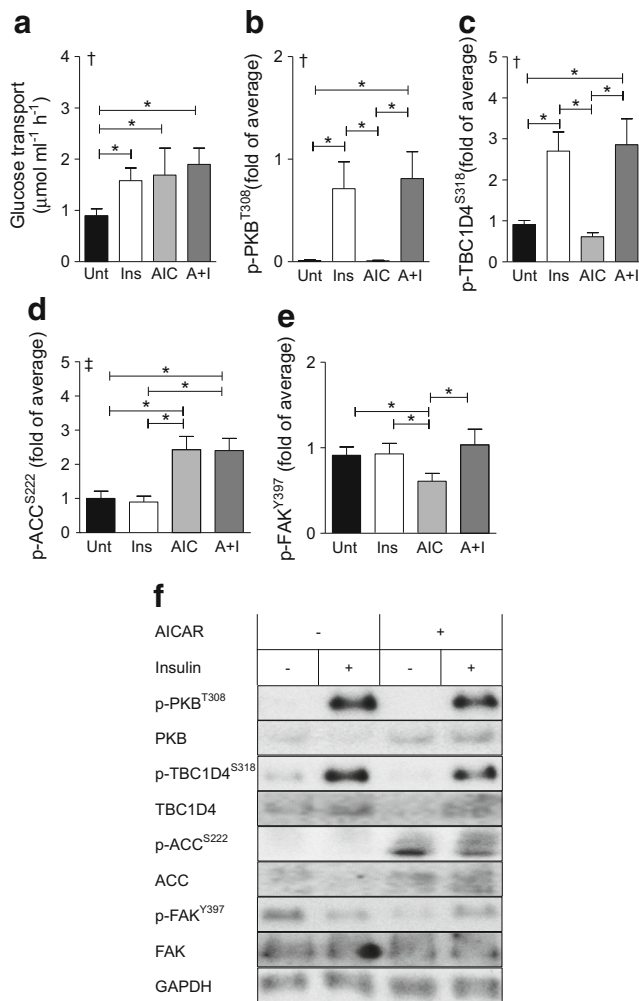 a
†
Glucose transport
(μmol ml⁻¹ h⁻¹)
4
3
2
1
0
*
*
*
Unt Ins AIC A+I
b
†
p-PKB^T308 (fold of average)
2
1
0
*
*
*
*
Unt Ins AIC A+I
c
†
p-TBC1D4^S318 (fold of average)
4
3
2
1
0
*
*
*
*
Unt Ins AIC A+I
d
‡
p-ACC^S222 (fold of average)
5
4
3
2
1
0
*
*
*
*
Unt Ins AIC A+I
e
p-FAK^Y397 (fold of average)
2
1
0
*
*
*
Unt Ins AIC A+I
f
AICAR - +
Insulin - + - +
p-PKB^T308
PKB
p-TBC1D4^S318
TBC1D4
p-ACC^S222
ACC
p-FAK^Y397
FAK
GAPDH